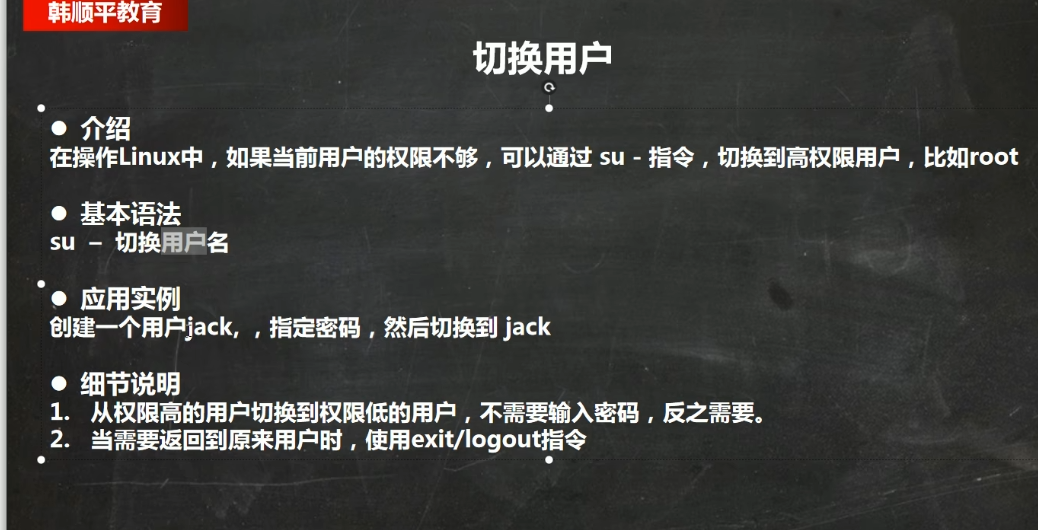 韩顺平教育
切换用户
● 介绍
在操作Linux中，如果当前用户的权限不够，可以通过 su - 指令，切换到高权限用户，比如root
● 基本语法
su – 切换用户名
● 应用实例
创建一个用户jack, ，指定密码，然后切换到 jack
● 细节说明
1. 从权限高的用户切换到权限低的用户，不需要输入密码，反之需要。
2. 当需要返回到原来用户时，使用exit/logout指令